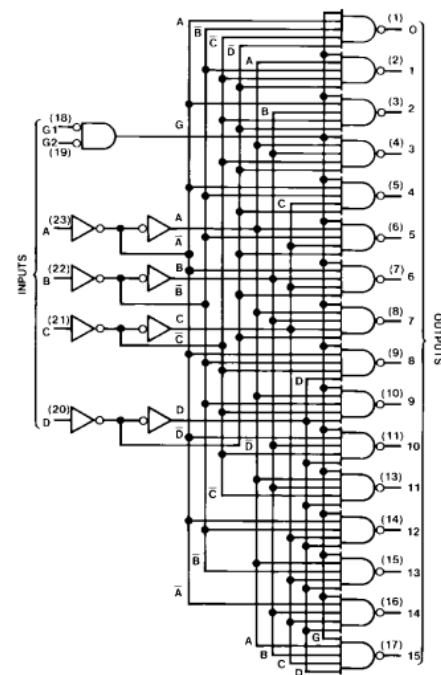 A
(1)
B̅
0
C̅
D̅
(2)
A
1
(3)
B
2
(18)
G1
G
(4)
G2
3
(19)
(5)
C
4
(23)
A
(6)
A
A̅
5
(22)
B
(7)
B
B̅
6
INPUTS
(21)
C
(8)
C
C̅
7
OUTPUTS
(9)
8
D
(10)
9
(20)
D
D
D̅
(11)
D̅
10
C̅
(13)
11
(14)
12
B̅
(15)
13
A̅
(16)
14
G
A
(17)
B
15
C
D